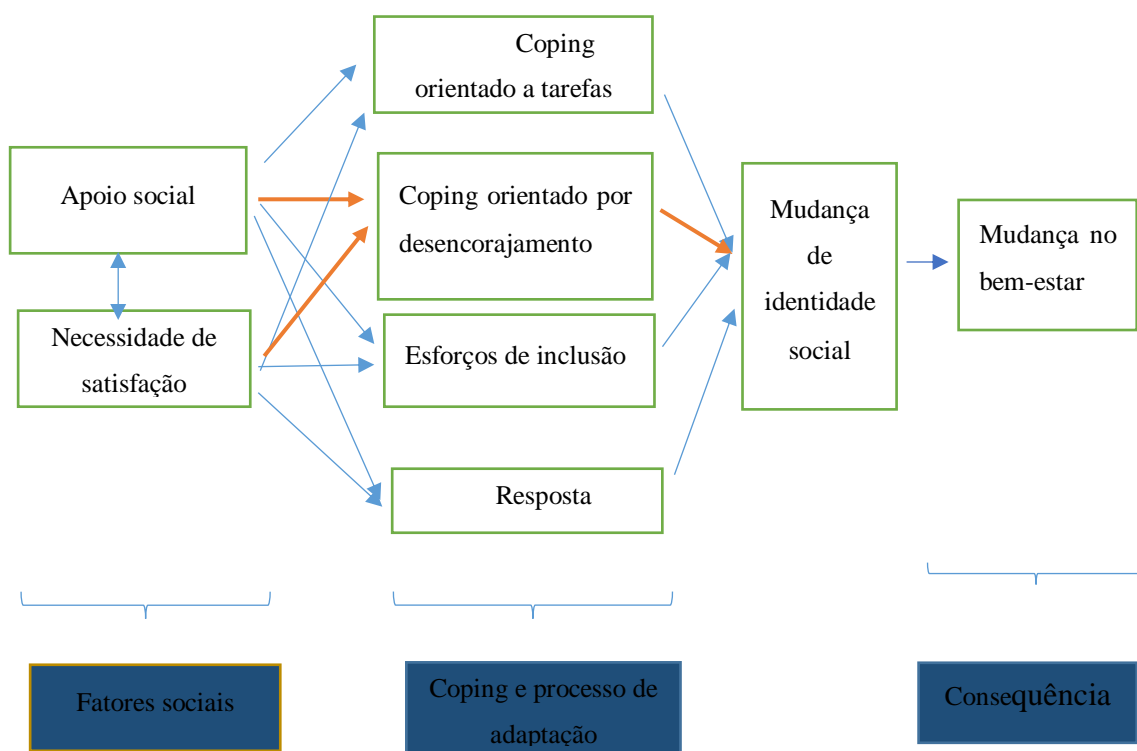 Coping
orientado a tarefas
Apoio social
Coping orientado por
desencorajamento
Mudança
de
identidade
social
Mudança no
bem-estar
Necessidade de
satisfação
Esforços de inclusão
Resposta
Fatores sociais
Coping e processo de
adaptação
Consequência